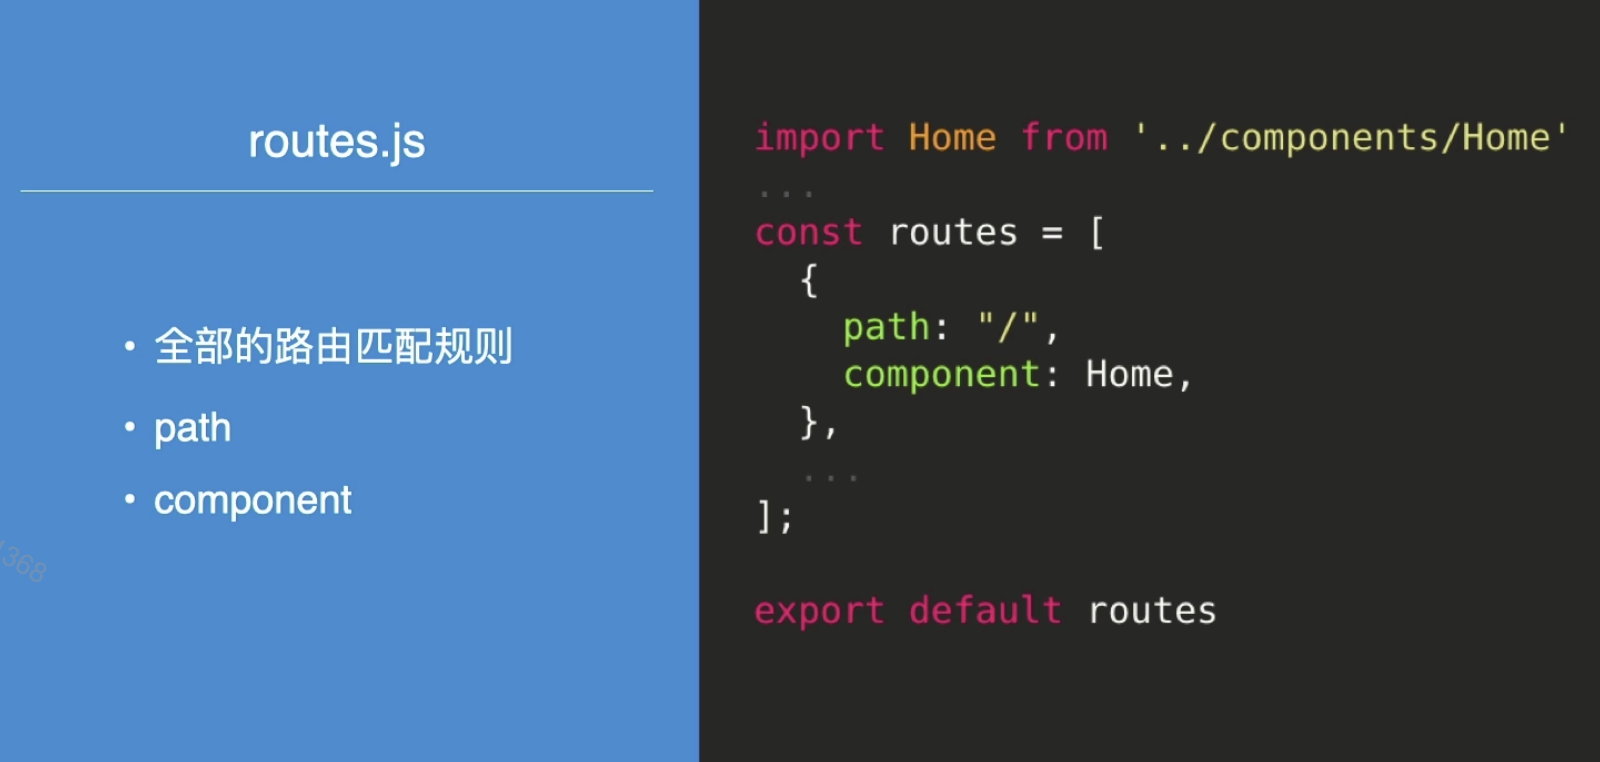 routes.js
• 全部的路由匹配规则
• path
• component
import Home from '../components/Home'
...
const routes = [
  {
    path: "/",
    component: Home,
  },
  ...
];
export default routes
368